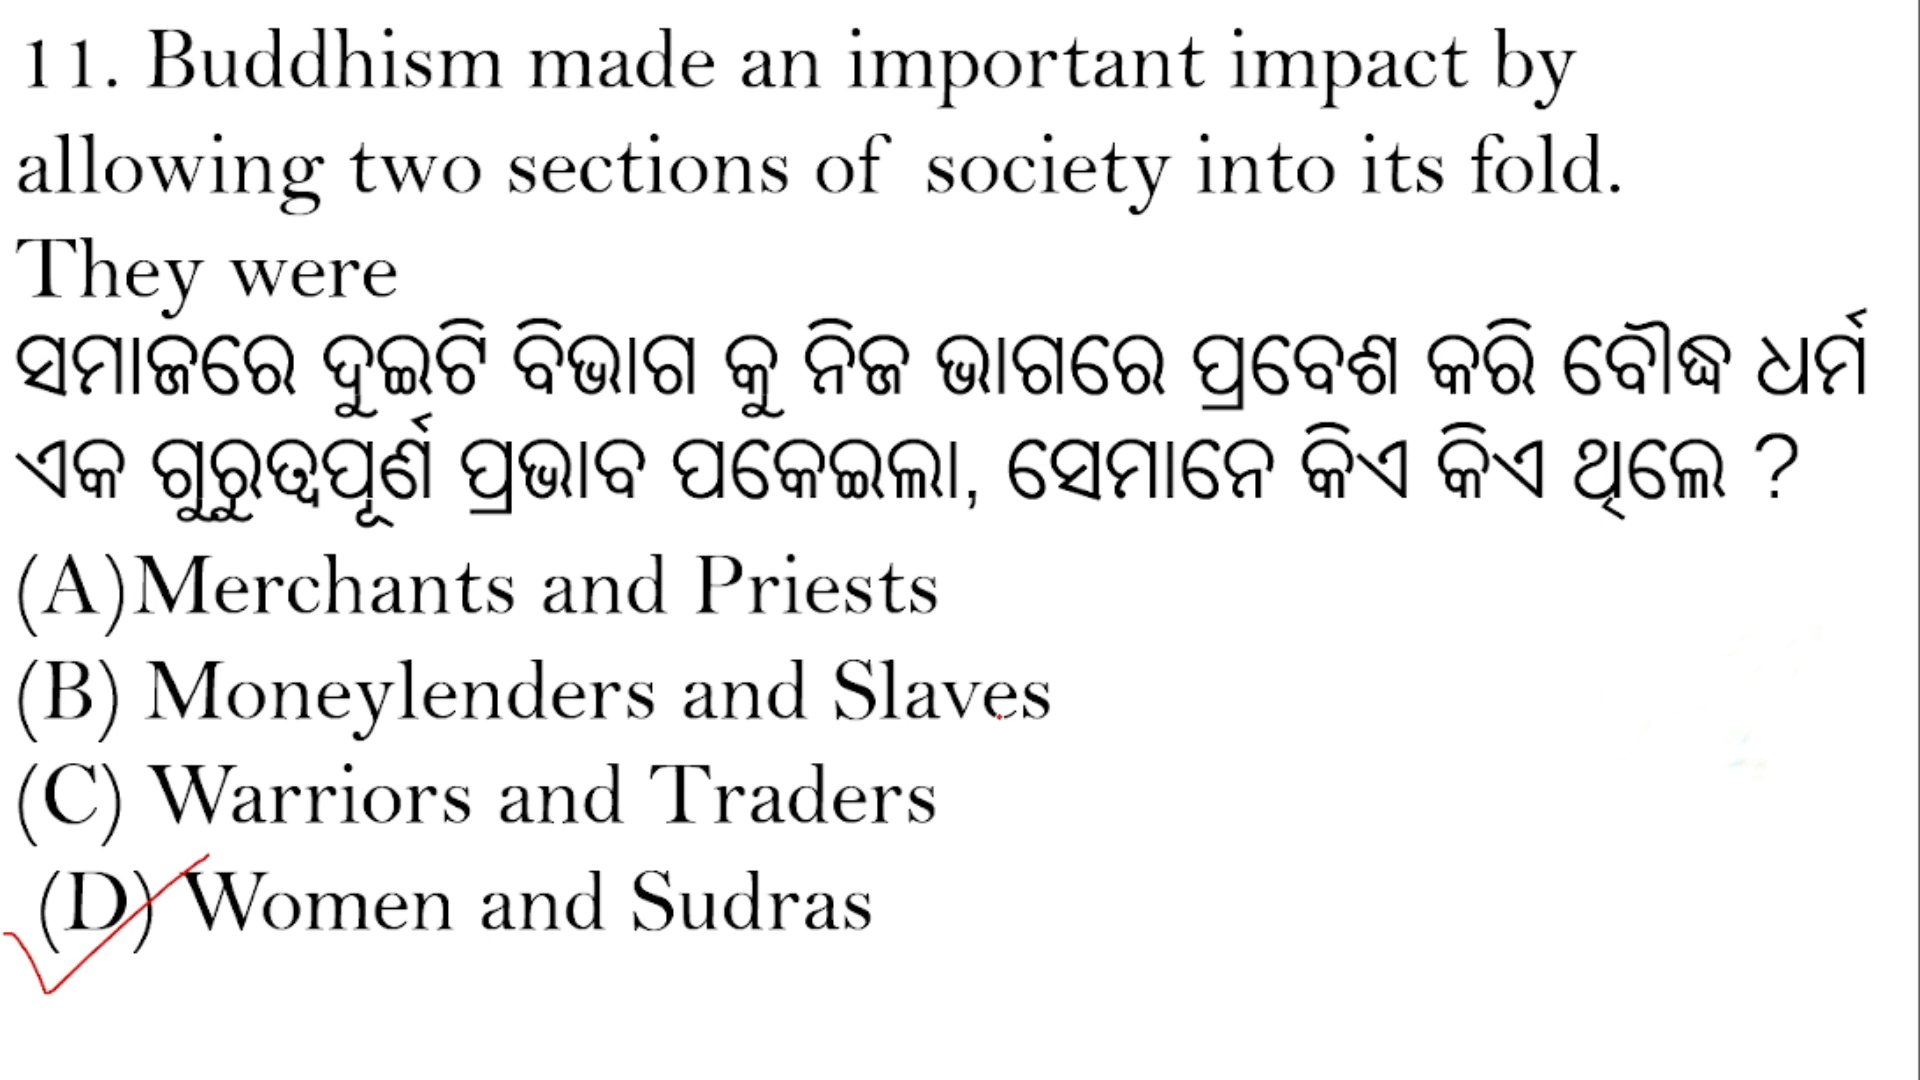 11. Buddhism made an important impact by
allowing two sections of society into its fold.
They were
ସମାଜରେ ଦୁଇଟି ବିଭାଗ କୁ ନିଜ ଭାଗରେ ପ୍ରବେଶ କରି ବୌଦ୍ଧ ଧର୍ମ
ଏକ ଗୁରୁତ୍ୱପୂର୍ଣ ପ୍ରଭାବ ପକେଇଲା, ସେମାନେ କିଏ କିଏ ଥିଲେ ?
(A)Merchants and Priests
(B) Moneylenders and Slaves
(C) Warriors and Traders
(D) Women and Sudras